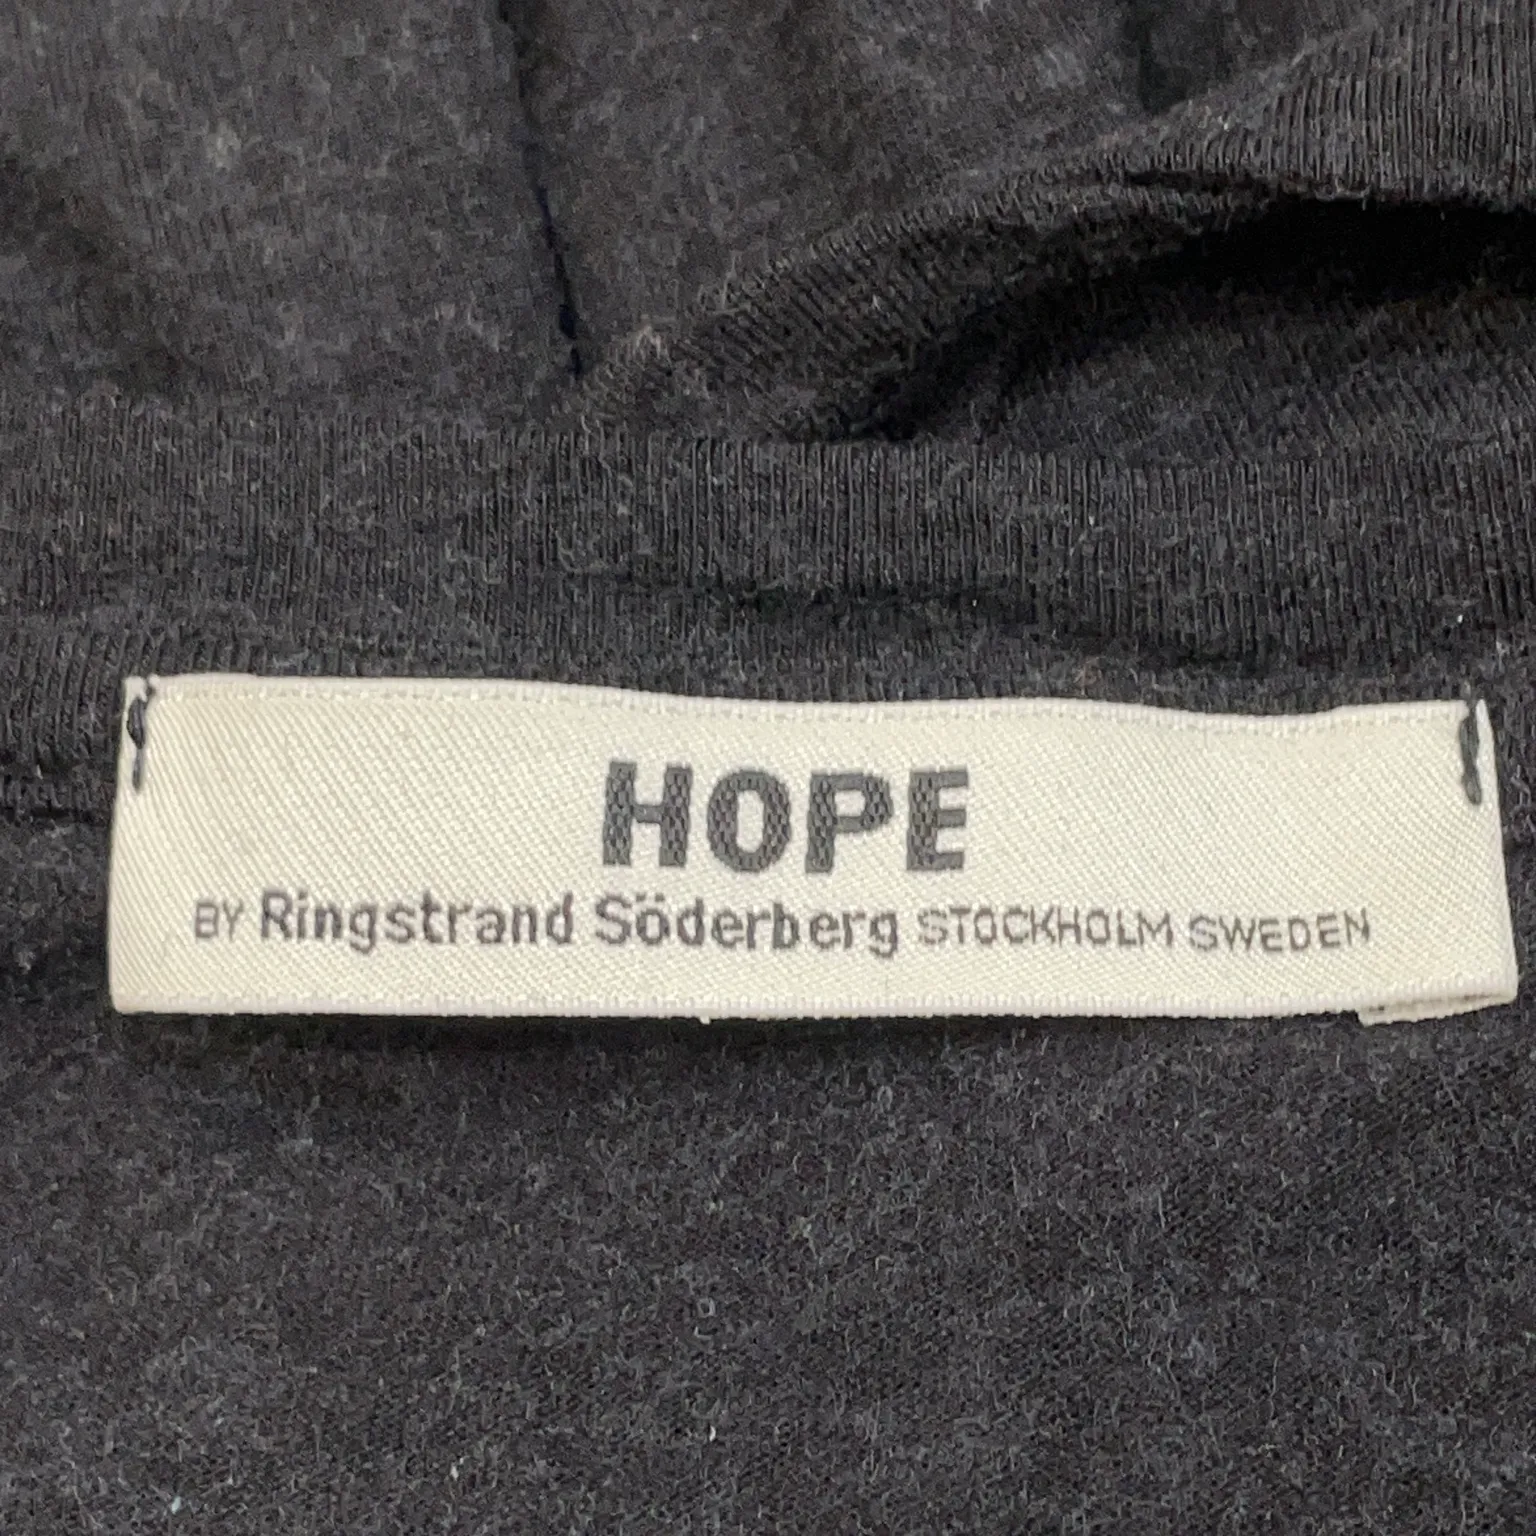 HOPE
BY Ringstrand Söderberg STOCKHOLM SWEDEN